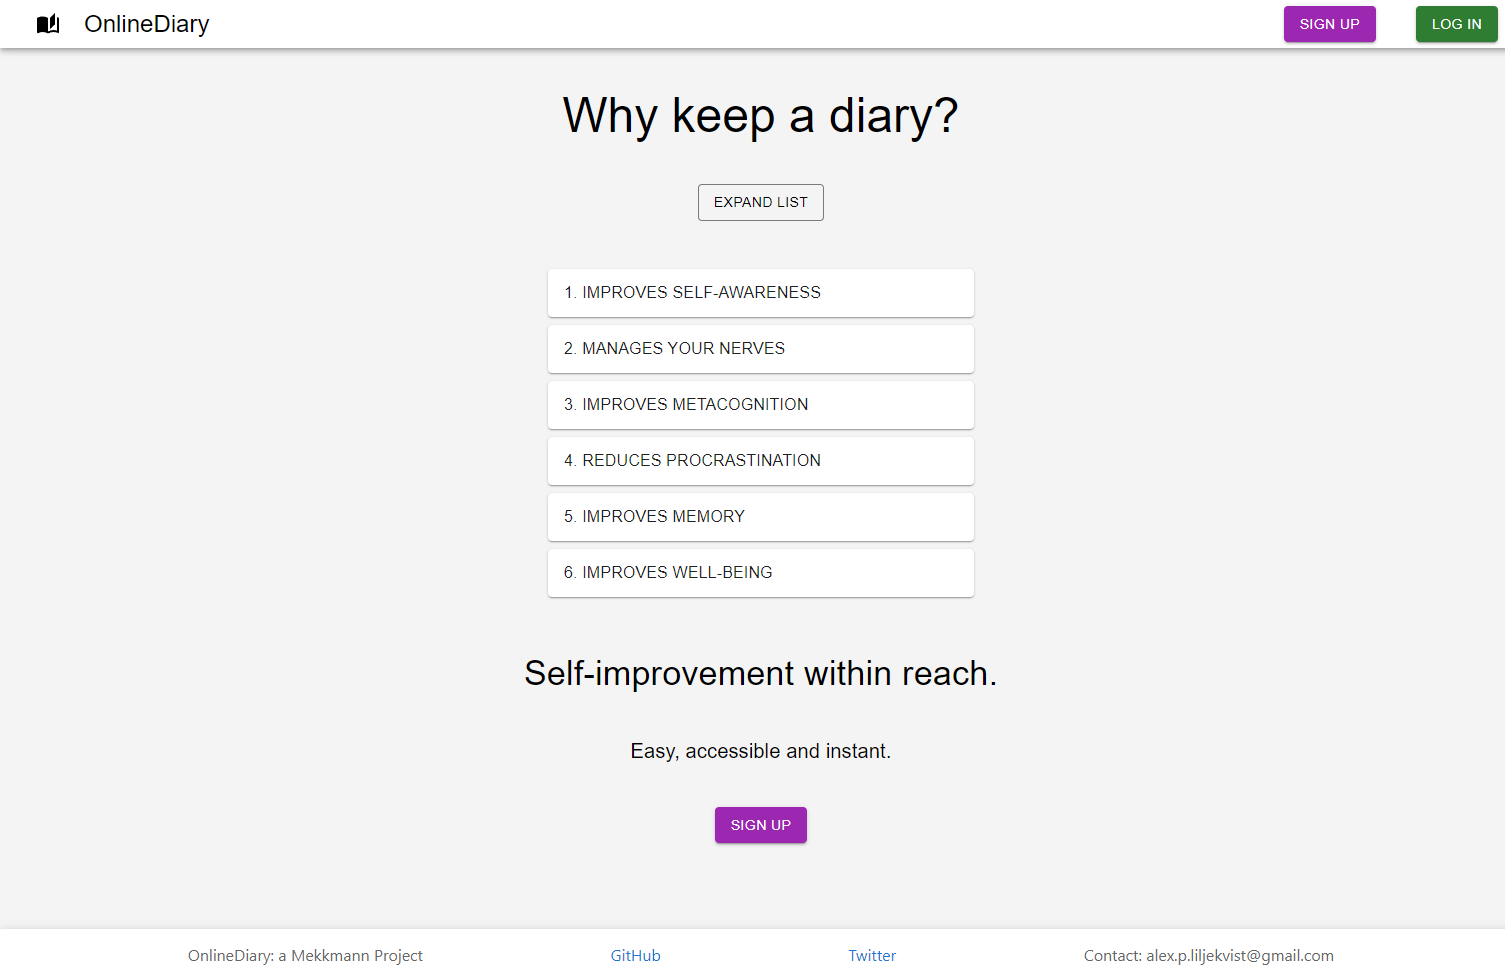 OnlineDiary
SIGN UP
LOG IN
Why keep a diary?
EXPAND LIST
1. IMPROVES SELF-AWARENESS
2. MANAGES YOUR NERVES
3. IMPROVES METACOGNITION
4. REDUCES PROCRASTINATION
5. IMPROVES MEMORY
6. IMPROVES WELL-BEING
Self-improvement within reach.
Easy, accessible and instant.
SIGN UP
OnlineDiary: a Mekkmann Project
GitHub
Twitter
Contact: alex.p.liljekvist@gmail.com